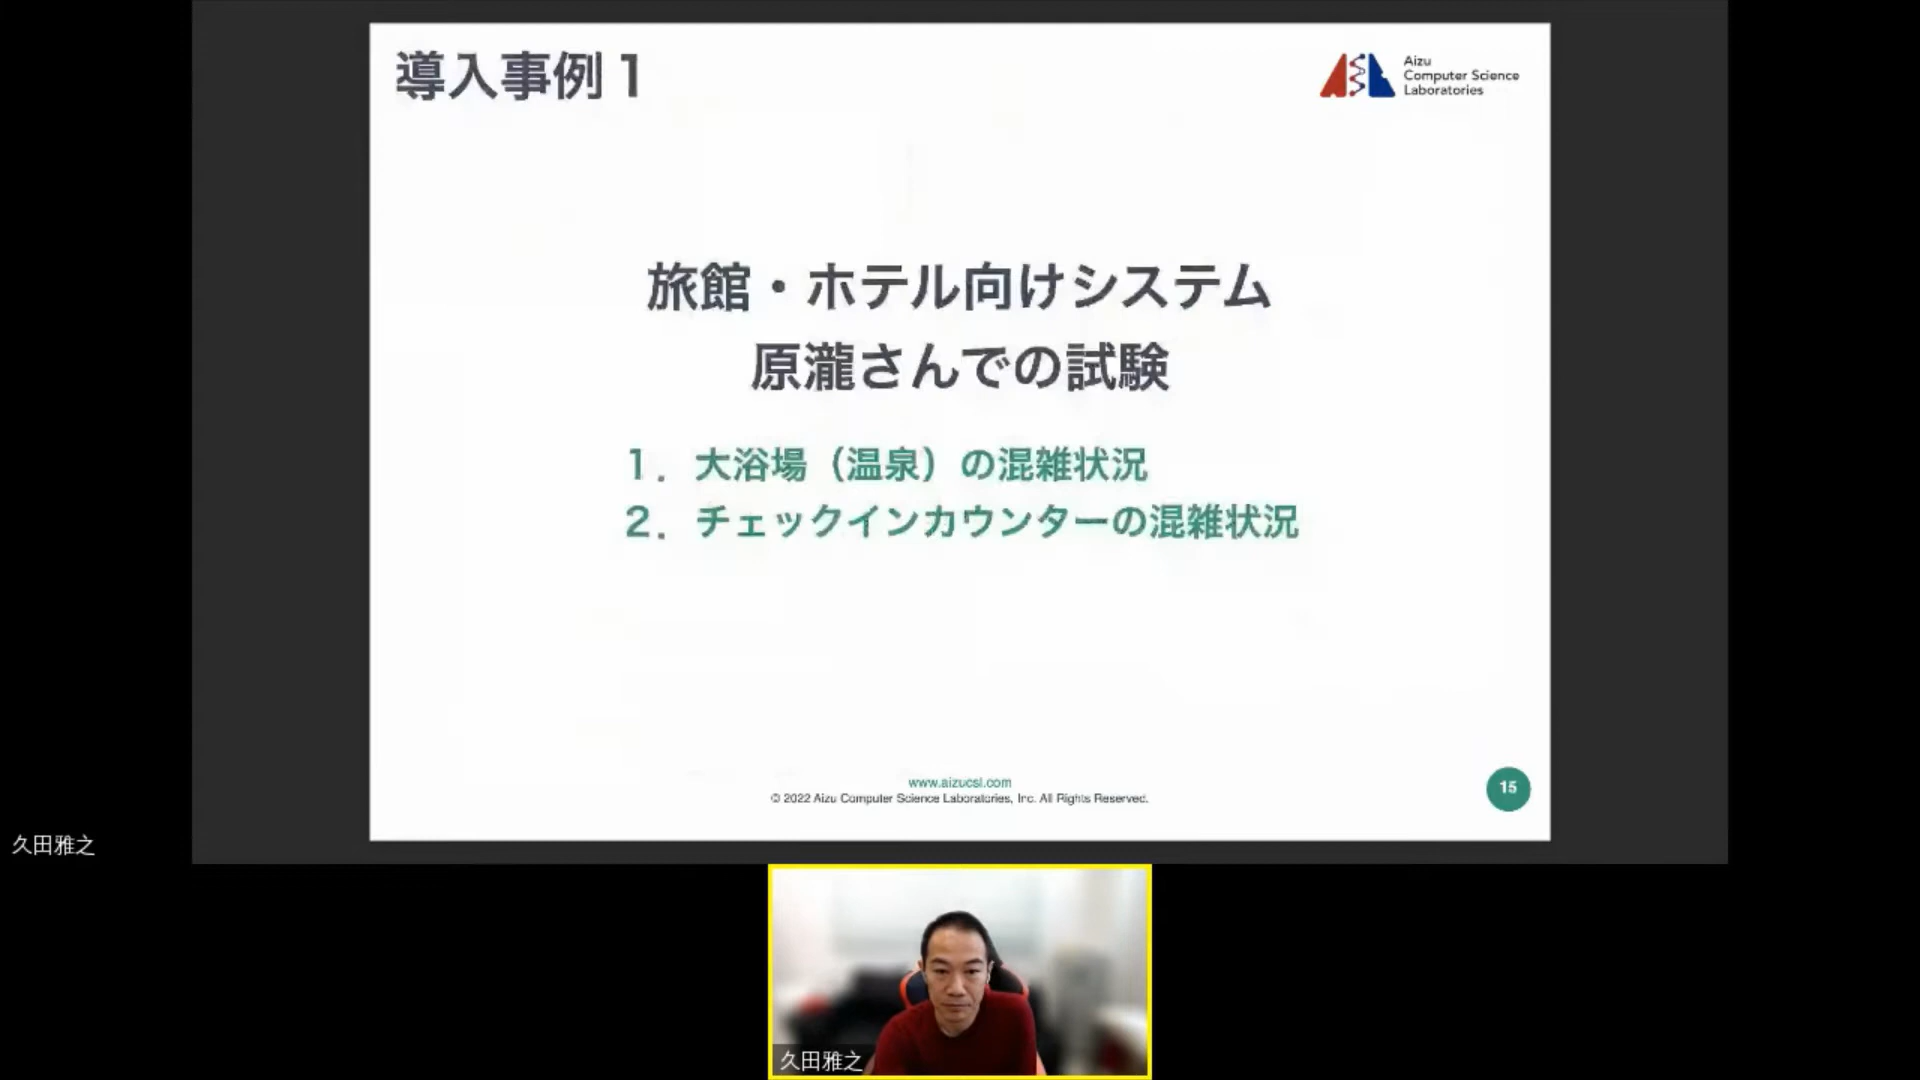 導入事例1
Aizu
Computer Science
Laboratories
旅館・ホテル向けシステム
原瀧さんでの試験
1．大浴場（温泉）の混雑状況
2．チェックインカウンターの混雑状況
www.aizucsl.com
© 2022 Aizu Computer Science Laboratories, Inc. All Rights Reserved.
15
久田雅之
久田雅之